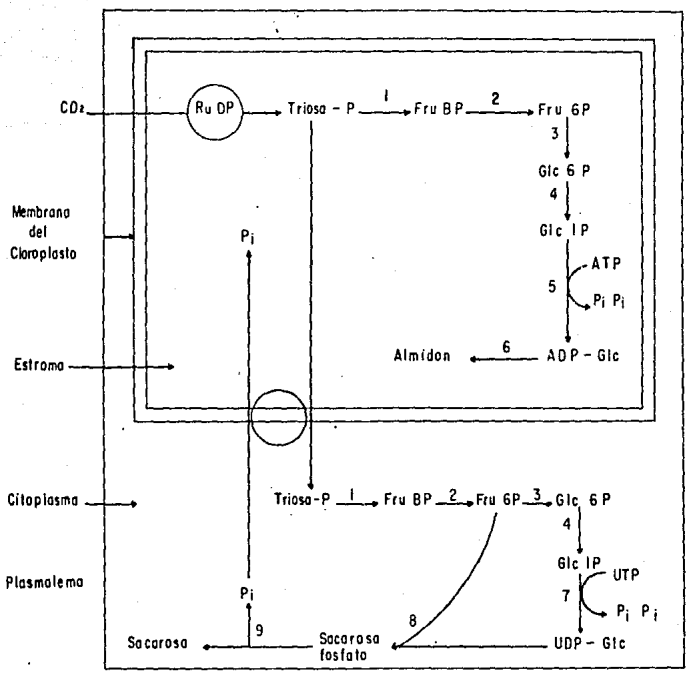 CO₂ Ru DP Triosa - P 1 Fru BP 2 Fru 6P
3
Glc 6 P
4
Glc 1P
ATP
5
Pi Pi
Almidon 6 ADP - Glc
Membrana
del
Cloroplasto
Pi
Estroma
Citoplasma
Triosa-P 1 Fru BP 2 Fru 6P 3 Glc 6P
4
Glc 1P
UTP
7
Pi Pi
Plasmalema
Pi
Sacarosa 9 Sacarosa
fosfato
8
UDP - Glc